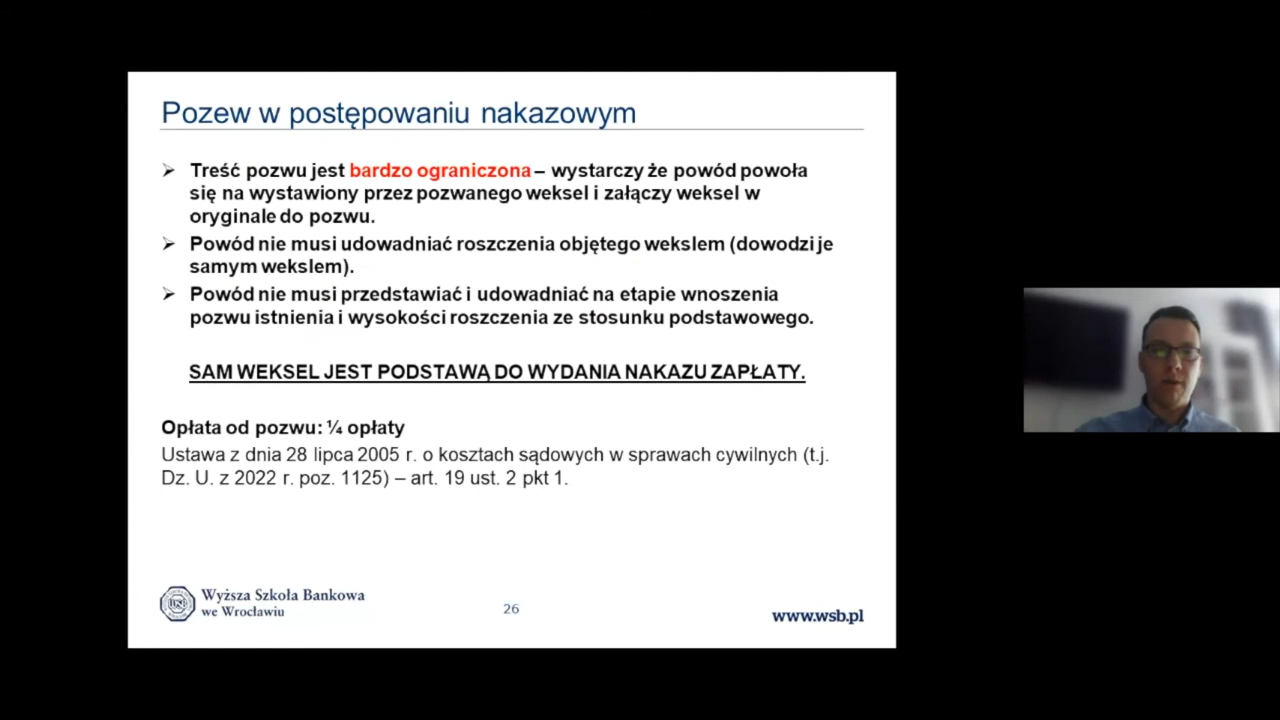 Pozew w postępowaniu nakazowym
➢ Treść pozwu jest bardzo ograniczona – wystarczy że powód powoła
się na wystawiony przez pozwanego weksel i załączy weksel w
oryginale do pozwu.
➢ Powód nie musi udowadniać roszczenia objętego wekslem (dowodzi je
samym wekslem).
➢ Powód nie musi przedstawiać i udowadniać na etapie wnoszenia
pozwu istnienia i wysokości roszczenia ze stosunku podstawowego.
SAM WEKSEL JEST PODSTAWĄ DO WYDANIA NAKAZU ZAPŁATY.
Opłata od pozwu: ¼ opłaty
Ustawa z dnia 28 lipca 2005 r. o kosztach sądowych w sprawach cywilnych (t.j.
Dz. U. z 2022 r. poz. 1125) – art. 19 ust. 2 pkt 1.
WSB
Wyższa Szkoła Bankowa
we Wrocławiu
26
www.wsb.pl